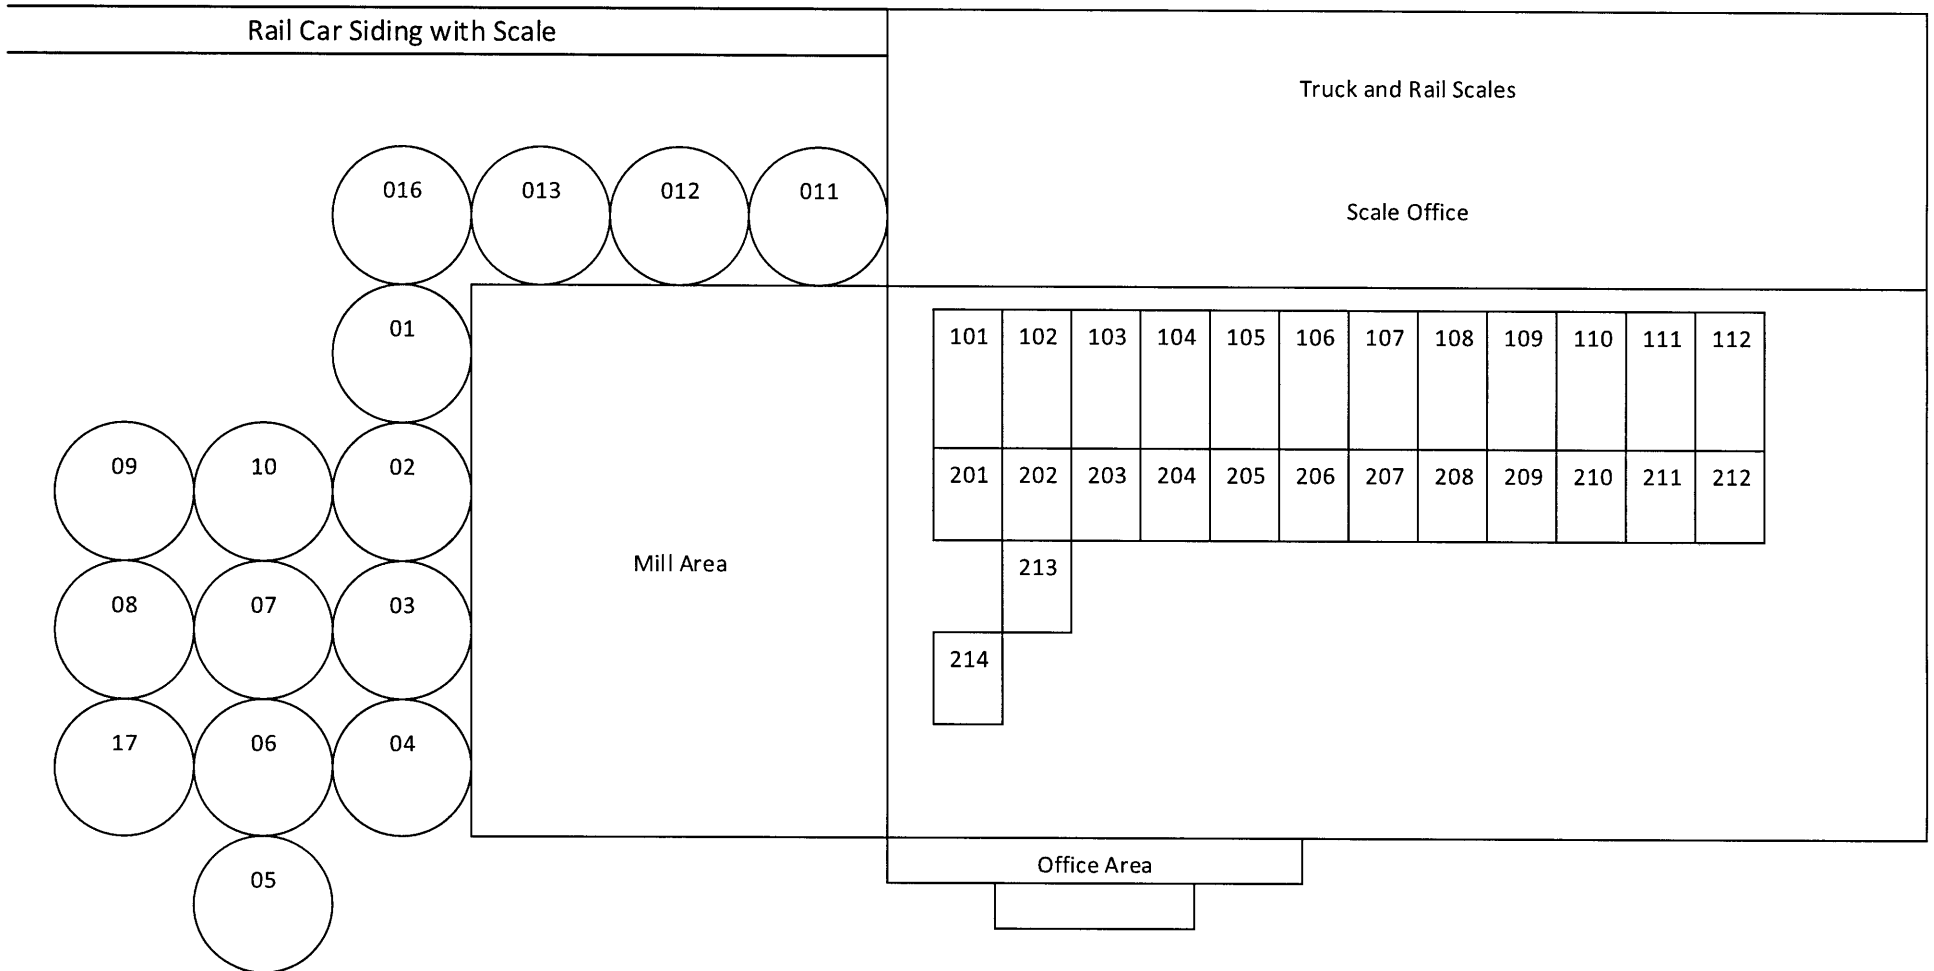 Rail Car Siding with Scale
Truck and Rail Scales
016 013 012 011
Scale Office
01
101 102 103 104 105 106 107 108 109 110 111 112
09 10 02
201 202 203 204 205 206 207 208 209 210 211 212
Mill Area
213
08 07 03
214
17 06 04
Office Area
05